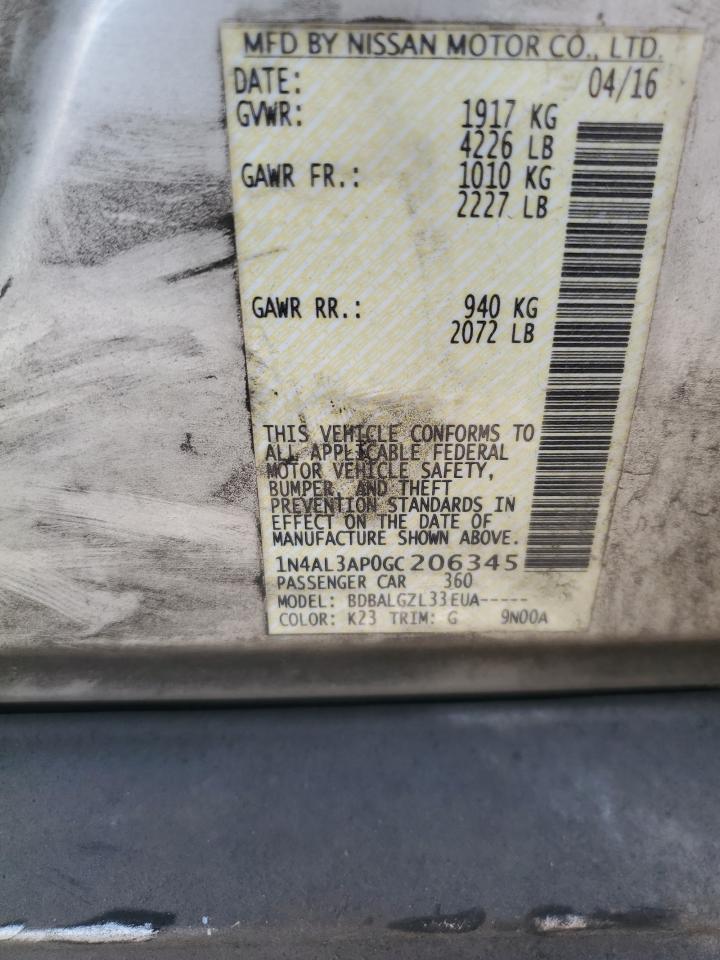 MFD BY NISSAN MOTOR CO., LTD.
DATE: 04/16
GVWR: 1917 KG
4226 LB
GAWR FR.: 1010 KG
2227 LB
GAWR RR.: 940 KG
2072 LB
THIS VEHICLE CONFORMS TO
ALL APPLICABLE FEDERAL
MOTOR VEHICLE SAFETY,
BUMPER, AND THEFT
PREVENTION STANDARDS IN
EFFECT ON THE DATE OF
MANUFACTURE SHOWN ABOVE.
1N4AL3AP0GC206345
PASSENGER CAR 360
MODEL: BDBALGZL33EUA-----
COLOR: K23 TRIM: G 9N00A